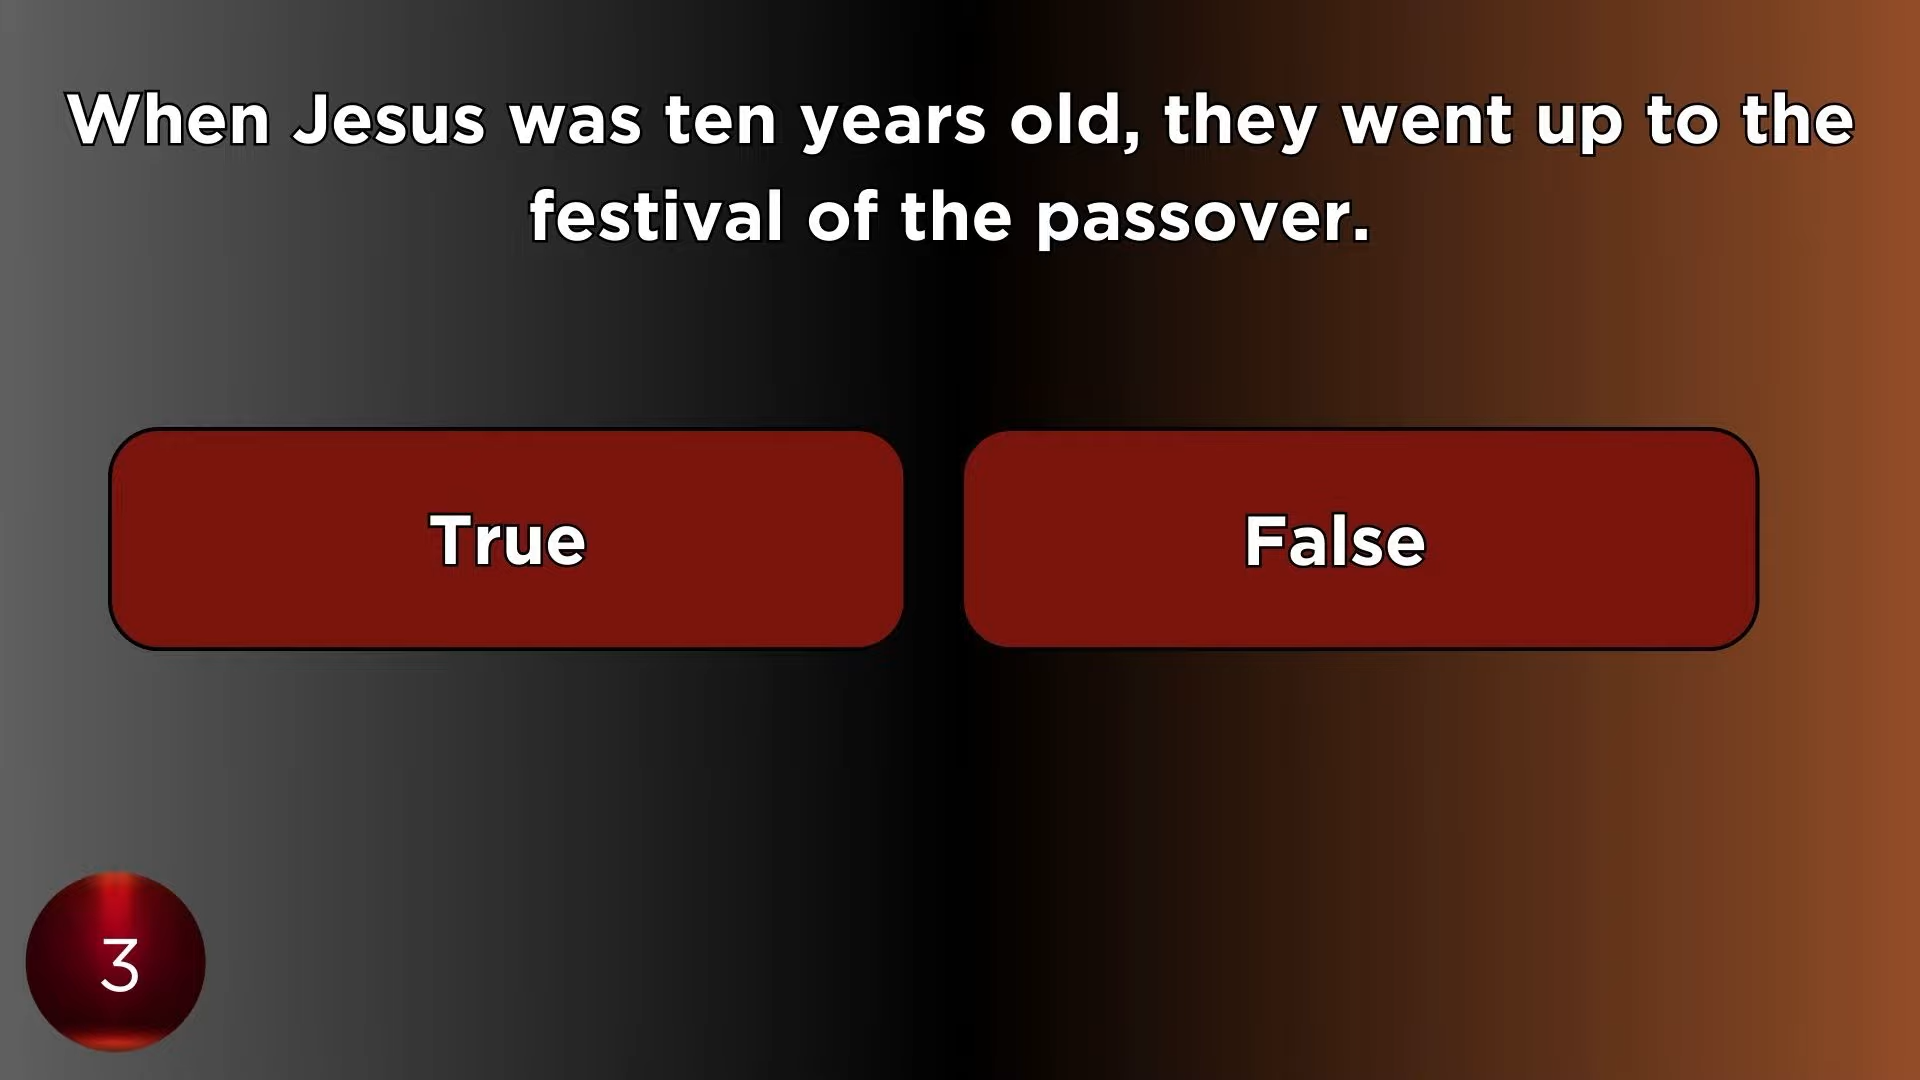 When Jesus was ten years old, they went up to the
festival of the passover.
True
False
3